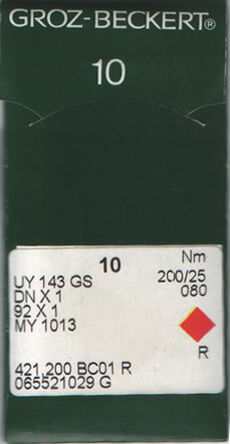 GROZ-BECKERT®
10
10 Nm
UY 143 GS 200/25
DN X 1 080
92 X 1
MY 1013
R
421,200 BC01 R
065521029 G